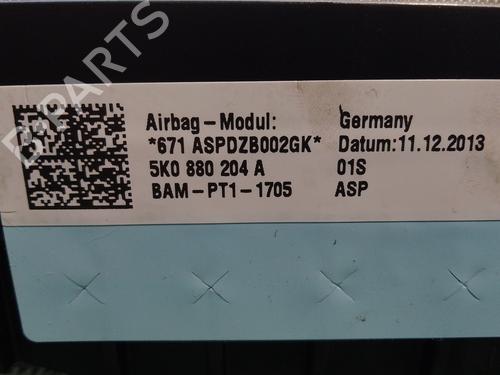 B-PARTS
Airbag-Modul: Germany
*671 ASPDZB002GK* Datum:11.12.2013
5K0 880 204 A 01S
BAM-PT1-1705 ASP